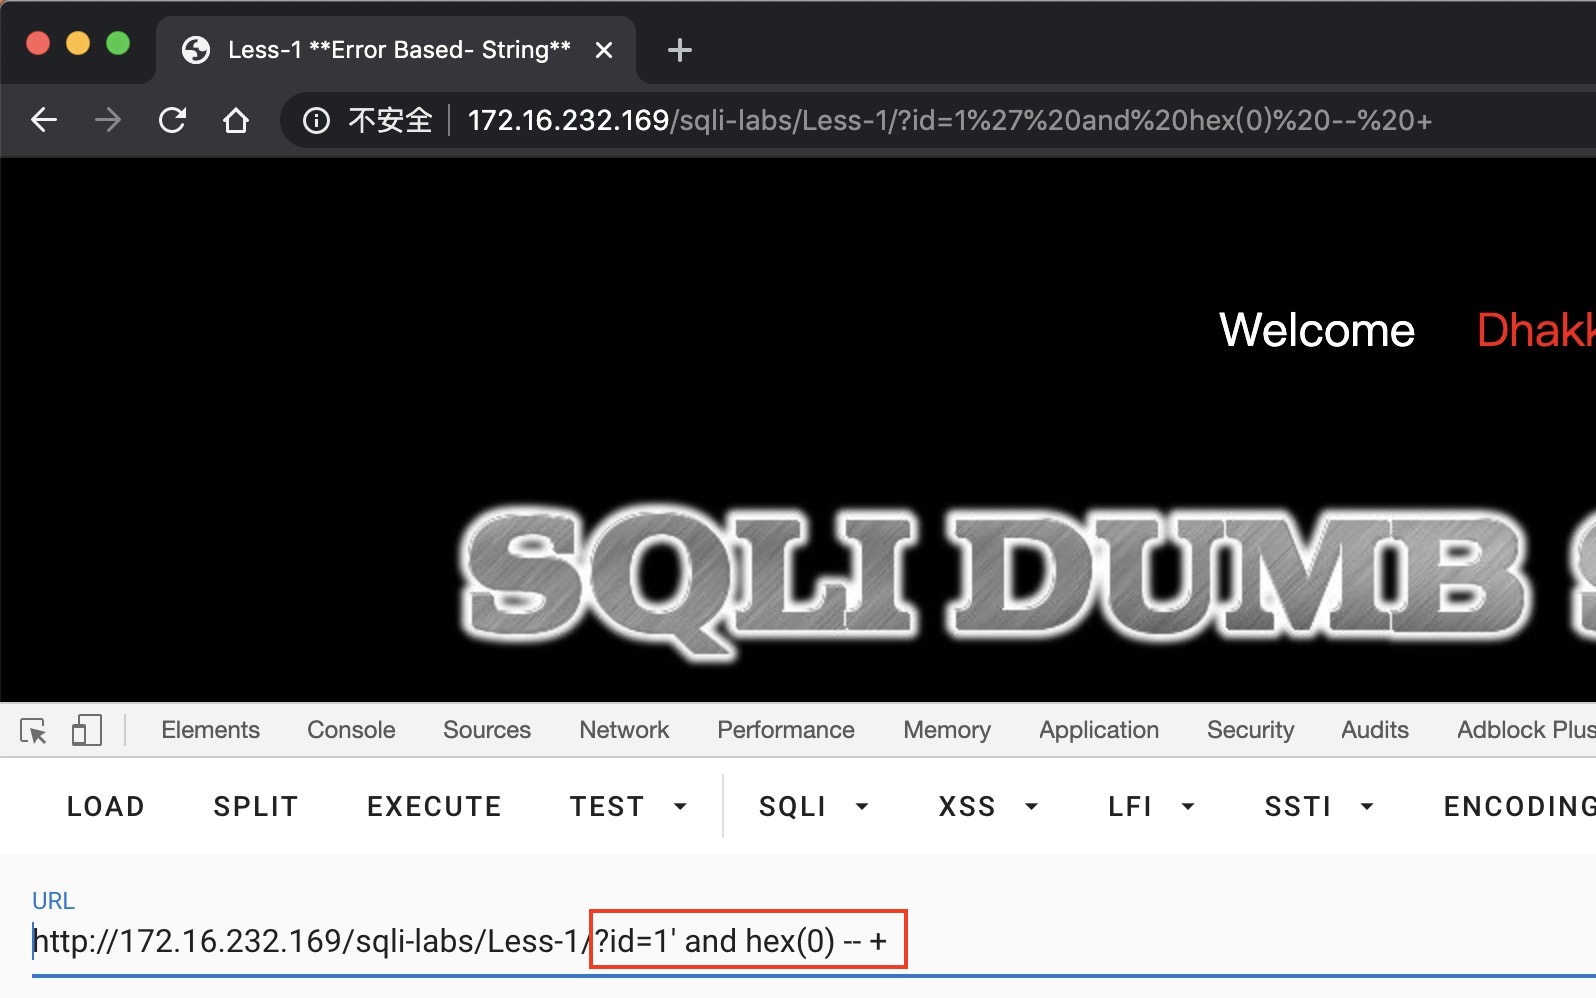 Less-1 **Error Based- String**
不安全 172.16.232.169/sqli-labs/Less-1/?id=1%27%20and%20hex(0)%20--%20+
Welcome Dhakk
SQLI DUMB
Elements Console Sources Network Performance Memory Application Security Audits Adblock Plus
LOAD SPLIT EXECUTE TEST SQLI XSS LFI SSTI ENCODING
URL
http://172.16.232.169/sqli-labs/Less-1/?id=1' and hex(0) -- +